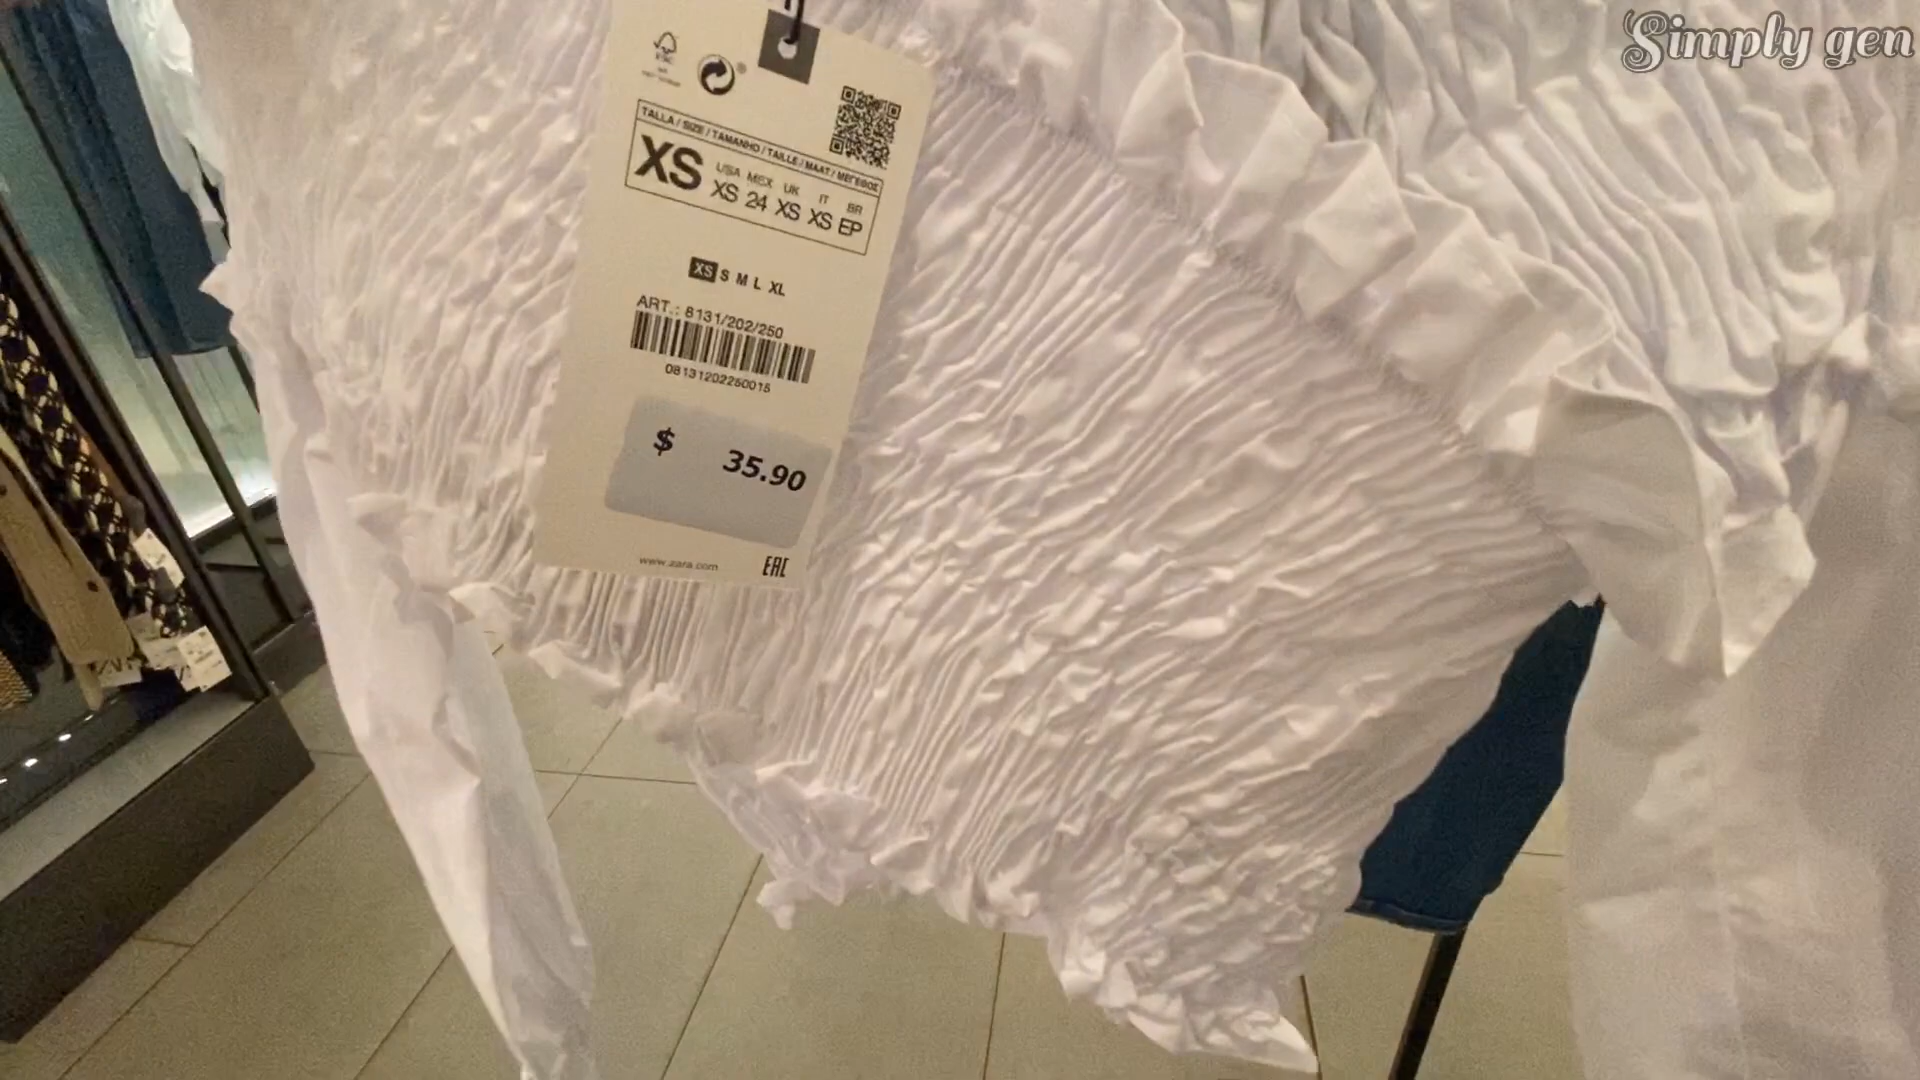 Simply gen
FSC
TALLA / SIZE / TAMANHO / TAILLE / MAAT / ΜΕΓΕΘΟΣ
XS
USA MEX UK IT BR
XS 24 XS XS EP
XS S M L XL
ART.: 8131/202/250
08131202250015
$ 35.90
www.zara.com
EAC